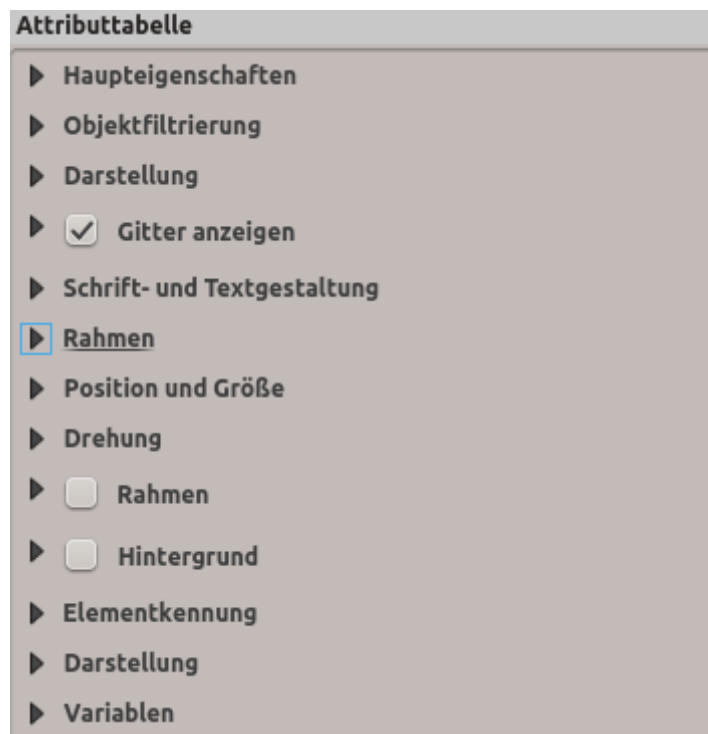 Attributtabelle
Haupteigenschaften
Objektfiltrierung
Darstellung
Gitter anzeigen
Schrift- und Textgestaltung
Rahmen
Position und Größe
Drehung
Rahmen
Hintergrund
Elementkennung
Darstellung
Variablen